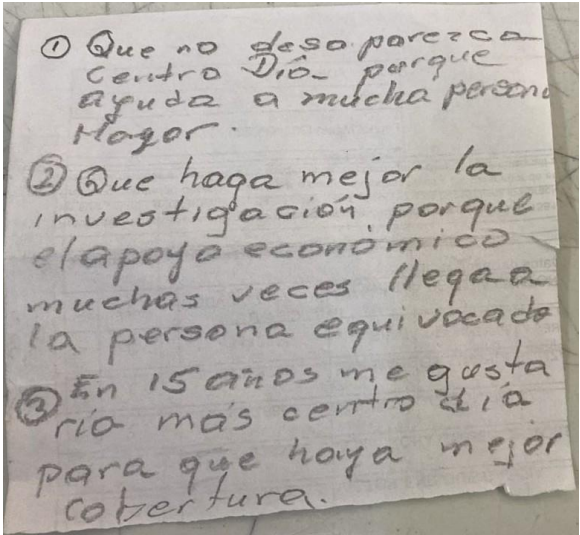 ① Que no desaparezca
Centro Día porque
ayuda a mucha persona
Mayor.
② Que haga mejor la
investigación, porque
el apoyo económico
muchas veces llega a
la persona equivocada
③ En 15 años me gusta
ría más centro día
para que haya mejor
cobertura.